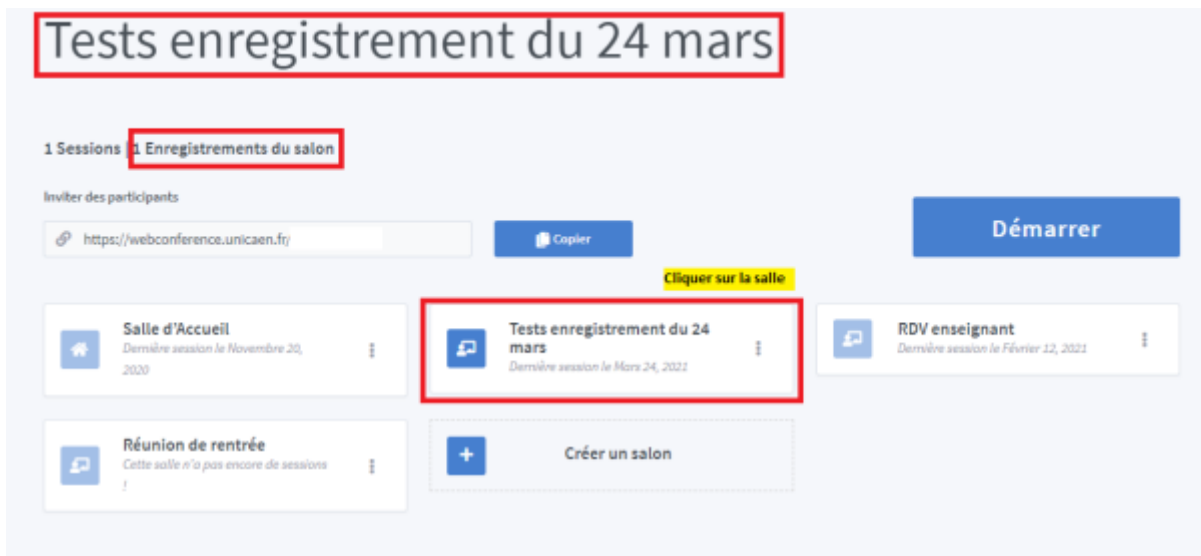 Tests enregistrement du 24 mars
1 Sessions | 1 Enregistrements du salon
Inviter des participants
https://webconference.unicaen.fr/
Copier
Démarrer
Cliquer sur la salle
Salle d'Accueil
Dernière session le Novembre 20,
2020
Tests enregistrement du 24
mars
Dernière session le Mars 24, 2021
RDV enseignant
Dernière session le Février 12, 2021
Réunion de rentrée
Cette salle n'a pas encore de sessions
!
Créer un salon